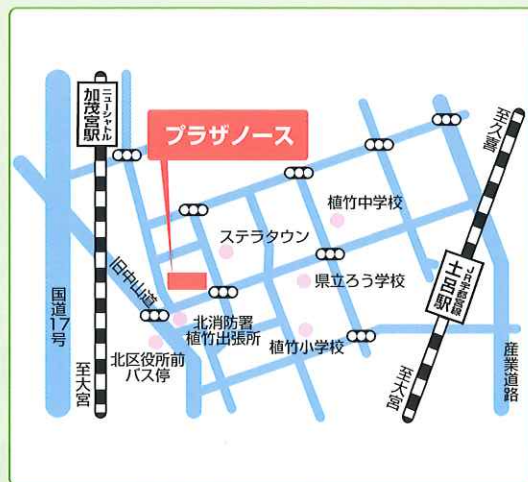 ニューシャトル
加茂宮駅
プラザノース
至久喜
植竹中学校
ステラタウン
JR宇都宮線
土呂駅
旧中山道
県立ろう学校
国道17号
北消防署
植竹出張所
植竹小学校
北区役所前
バス停
至大宮
至大宮
産業道路